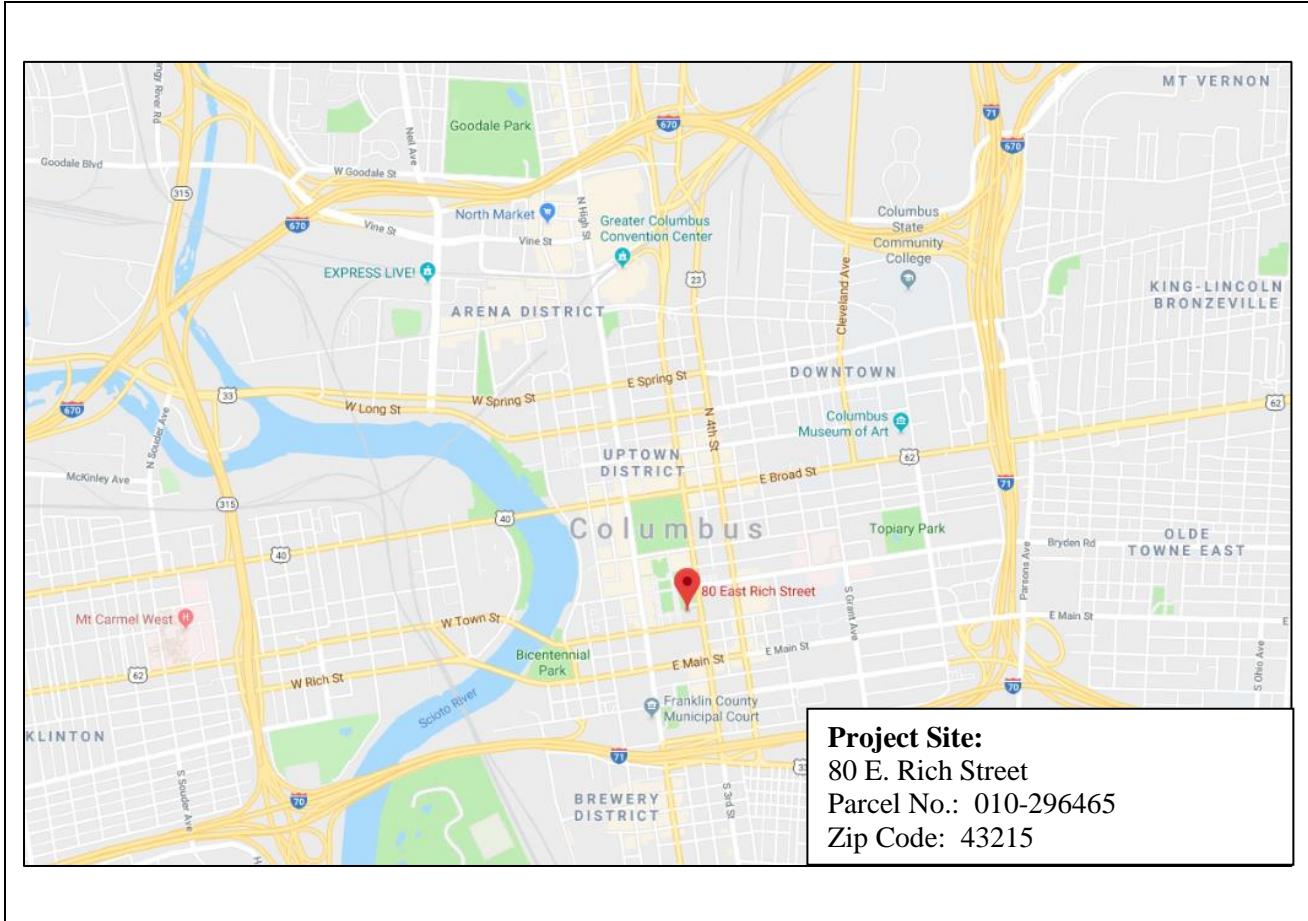 MT VERNON
ngy River Rd
71
Goodale Park
670
Neil Ave
670
Goodale Blvd
W Goodale St
315
N High St
North Market
Greater Columbus
Convention Center
Columbus
State
Community
College
670
Vine St
Vine St
EXPRESS LIVE!
23
Cleveland Ave
KING-LINCOLN
BRONZEVILLE
ARENA DISTRICT
E Spring St
DOWNTOWN
33
W Spring St
W Long St
670
62
N 4th St
Columbus
Museum of Art
N Souder Ave
UPTOWN
DISTRICT
62
McKinley Ave
E Broad St
71
315
40
Columbus
Topiary Park
OLDE
TOWNE EAST
Bryden Rd
40
Parsons Ave
80 East Rich Street
S Grant Ave
Mt Carmel West
H
W Town St
E Main St
E
E Main St
Bicentennial
Park
E Main St
62
W Rich St
S Ohio Ave
70
Scioto River
Franklin County
Municipal Court
KLINTON
71
33
S Souder Ave
70
BREWERY
DISTRICT
S 3rd St
H
Project Site:
80 E. Rich Street
Parcel No.: 010-296465
Zip Code: 43215